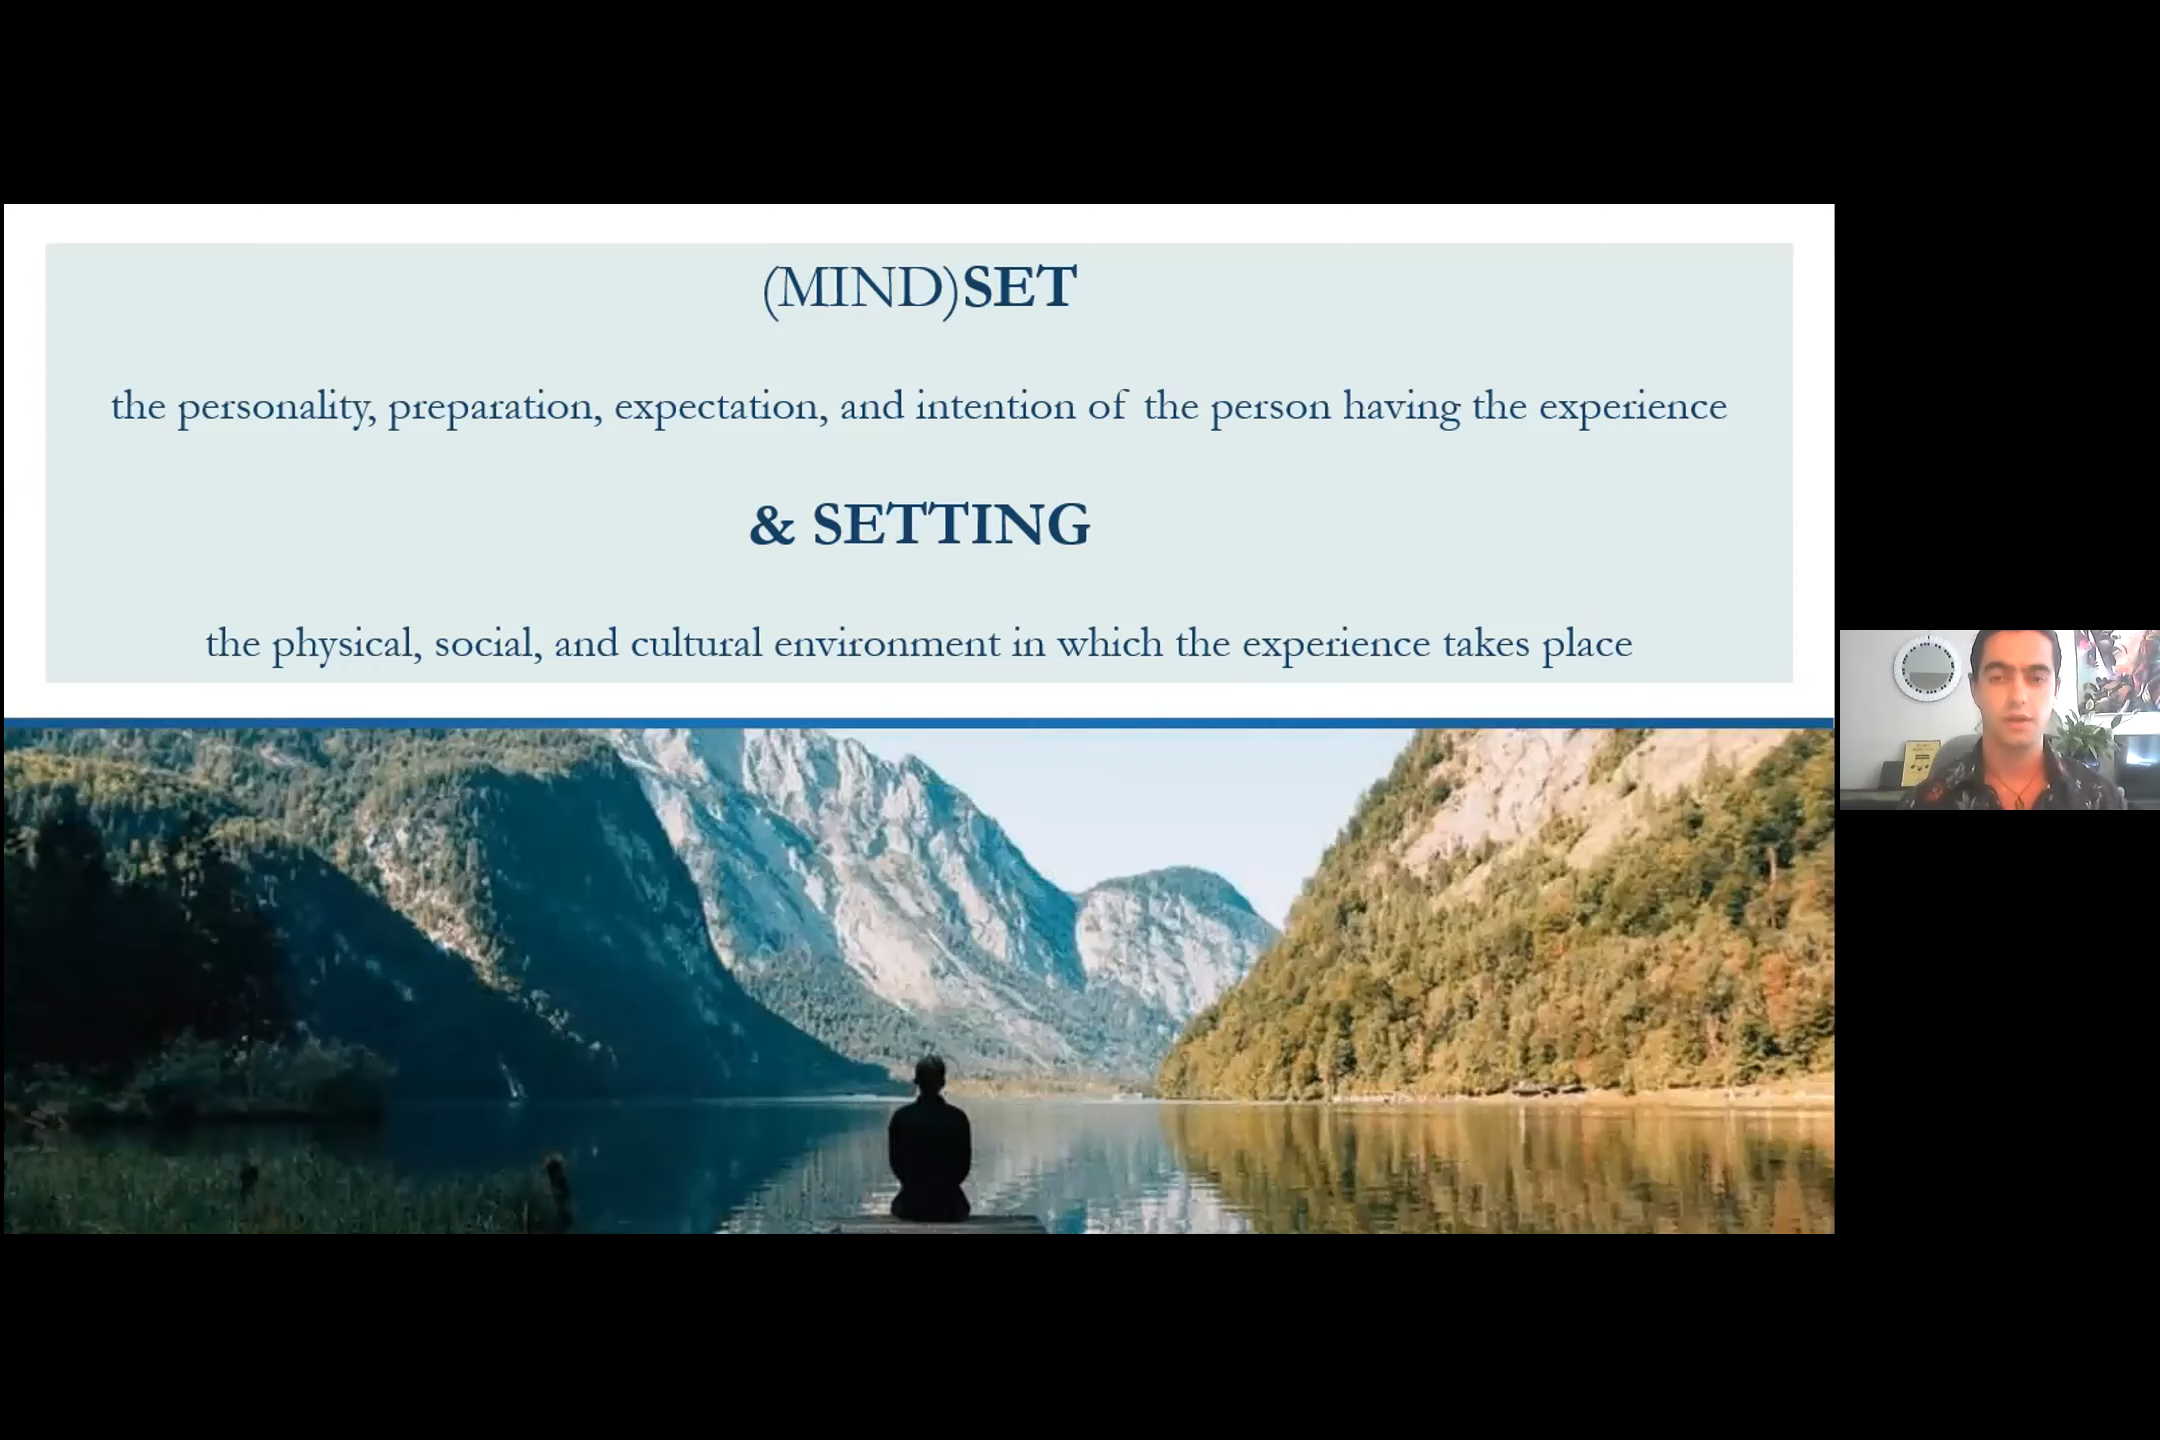 (MIND)SET
the personality, preparation, expectation, and intention of the person having the experience
& SETTING
the physical, social, and cultural environment in which the experience takes place